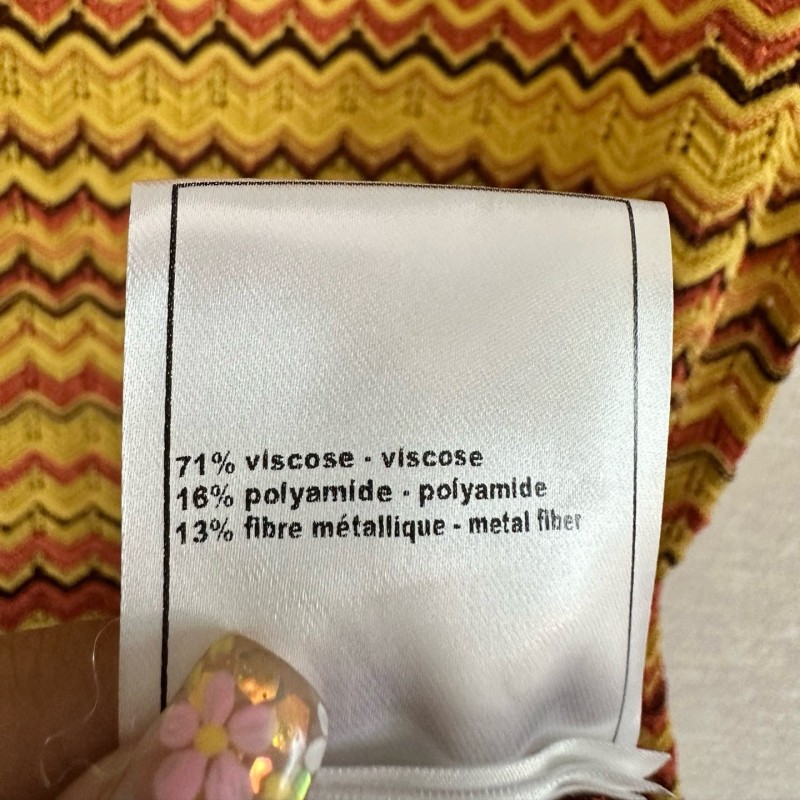 71% viscose - viscose
16% polyamide - polyamide
13% fibre métallique - metal fiber